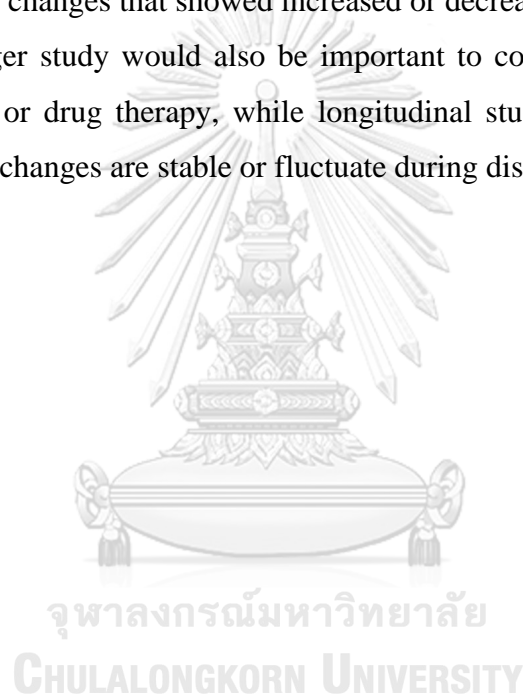 changes that showed increased or decrea
ger study would also be important to co
or drug therapy, while longitudinal stu
changes are stable or fluctuate during dis
จุฬาลงกรณ์มหาวิทยาลัย
CHULALONGKORN UNIVERSITY